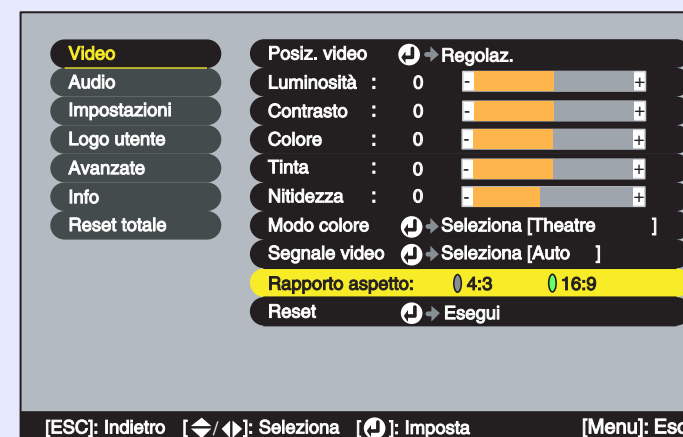 Video
Audio
Impostazioni
Logo utente
Avanzate
Info
Reset totale
Posiz. video Regolaz.
Luminosità : 0 - +
Contrasto : 0 - +
Colore : 0 - +
Tinta : 0 - +
Nitidezza : 0 - +
Modo colore Seleziona [Theatre ]
Segnale video Seleziona [Auto ]
Rapporto aspetto: 4:3 16:9
Reset Esegui
[ESC]: Indietro [ / ]: Seleziona [ ]: Imposta [Menu]: Esc